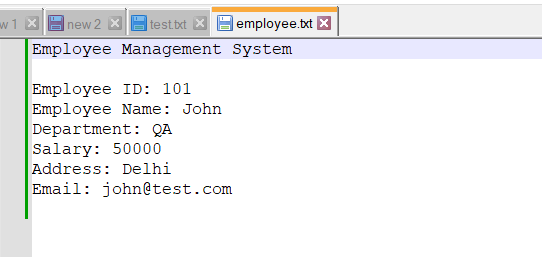 w 1 new 2 test.txt employee.txt
Employee Management System
Employee ID: 101
Employee Name: John
Department: QA
Salary: 50000
Address: Delhi
Email: john@test.com